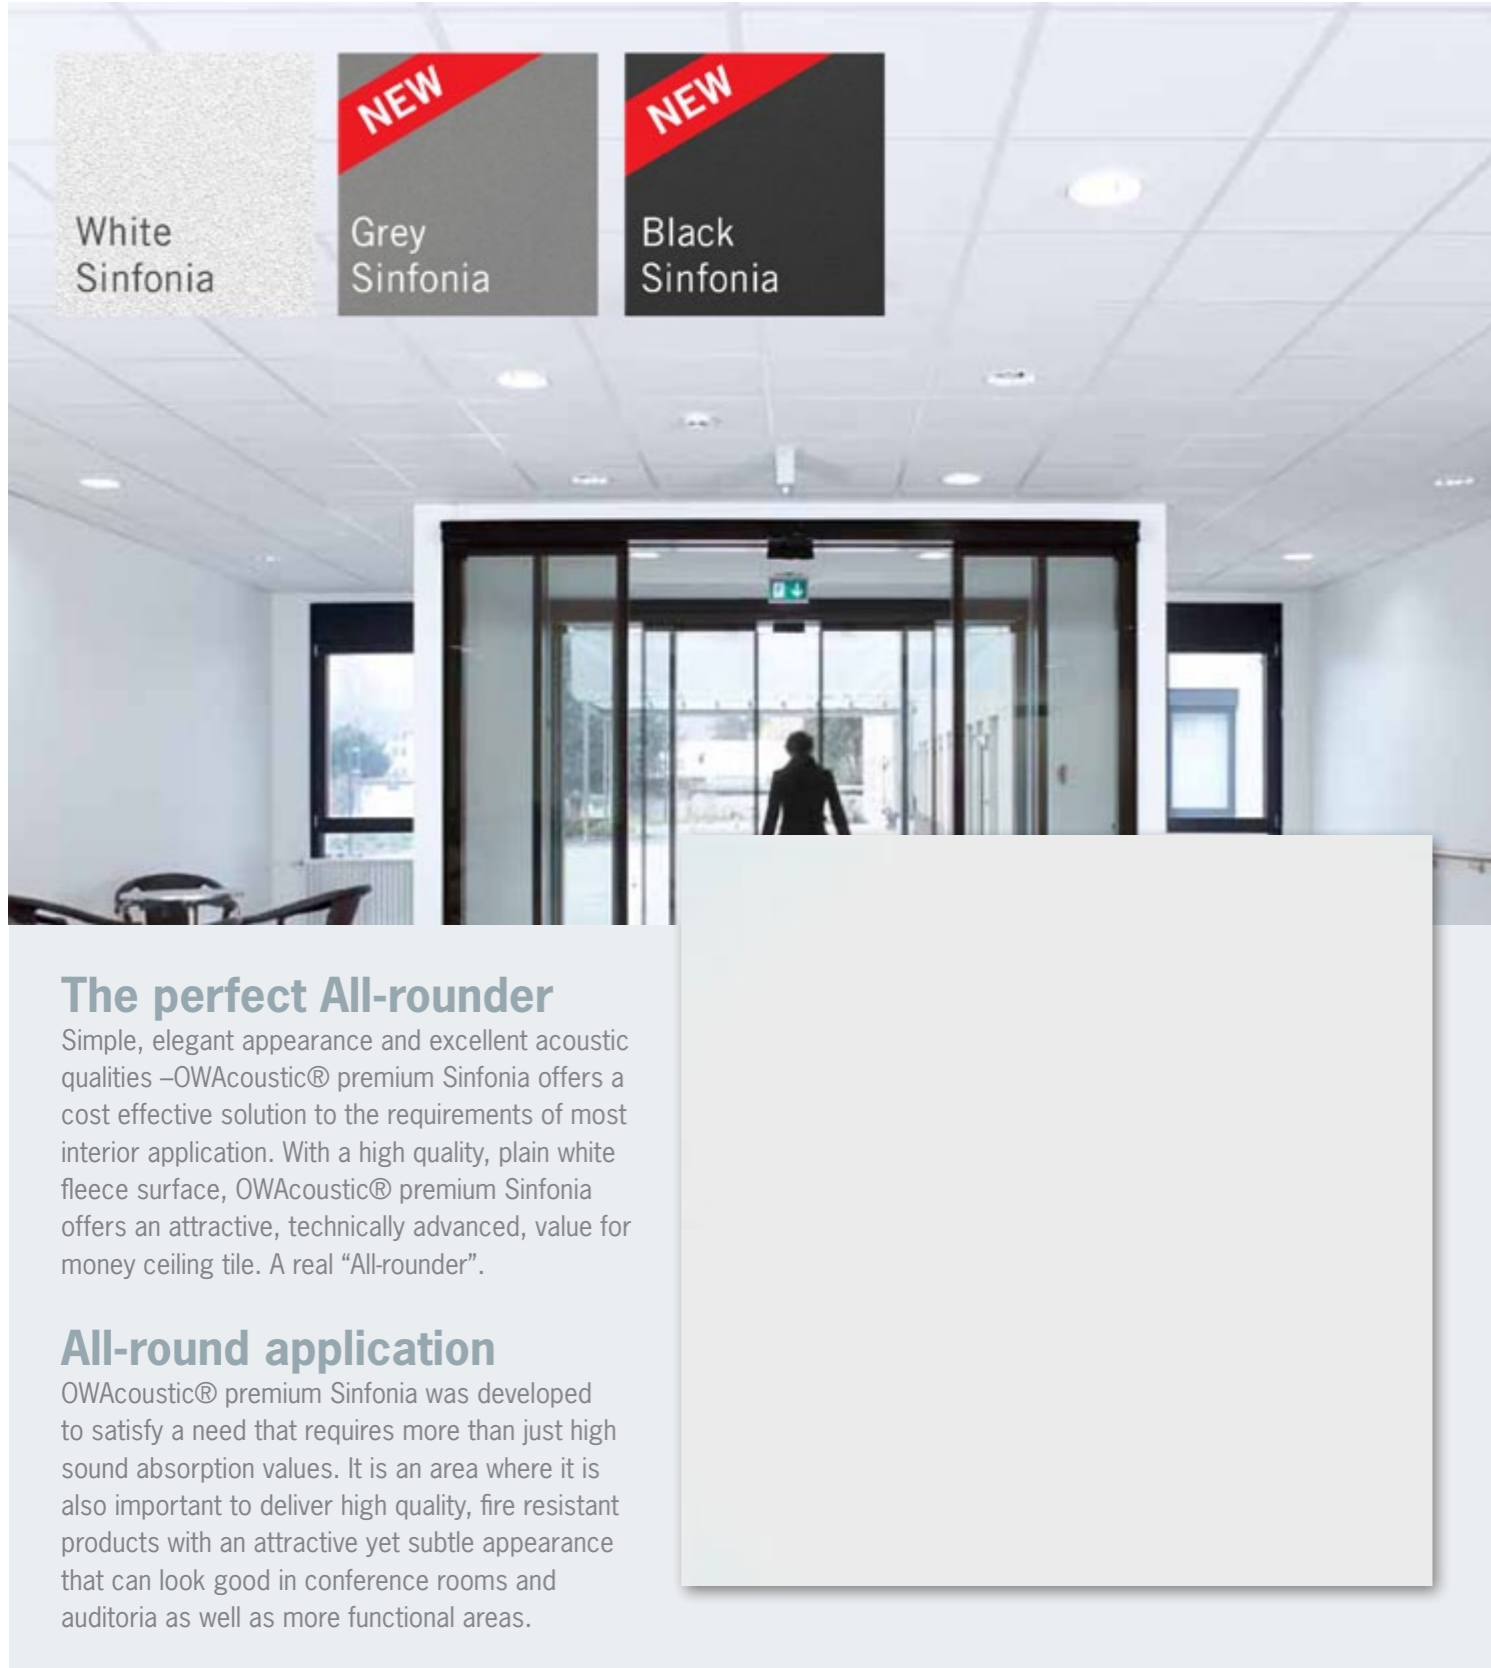 NEW
NEW
White
Sinfonia
Grey
Sinfonia
Black
Sinfonia
The perfect All-rounder
Simple, elegant appearance and excellent acoustic
qualities –OWAcoustic® premium Sinfonia offers a
cost effective solution to the requirements of most
interior application. With a high quality, plain white
fleece surface, OWAcoustic® premium Sinfonia
offers an attractive, technically advanced, value for
money ceiling tile. A real “All-rounder”.
All-round application
OWAcoustic® premium Sinfonia was developed
to satisfy a need that requires more than just high
sound absorption values. It is an area where it is
also important to deliver high quality, fire resistant
products with an attractive yet subtle appearance
that can look good in conference rooms and
auditoria as well as more functional areas.